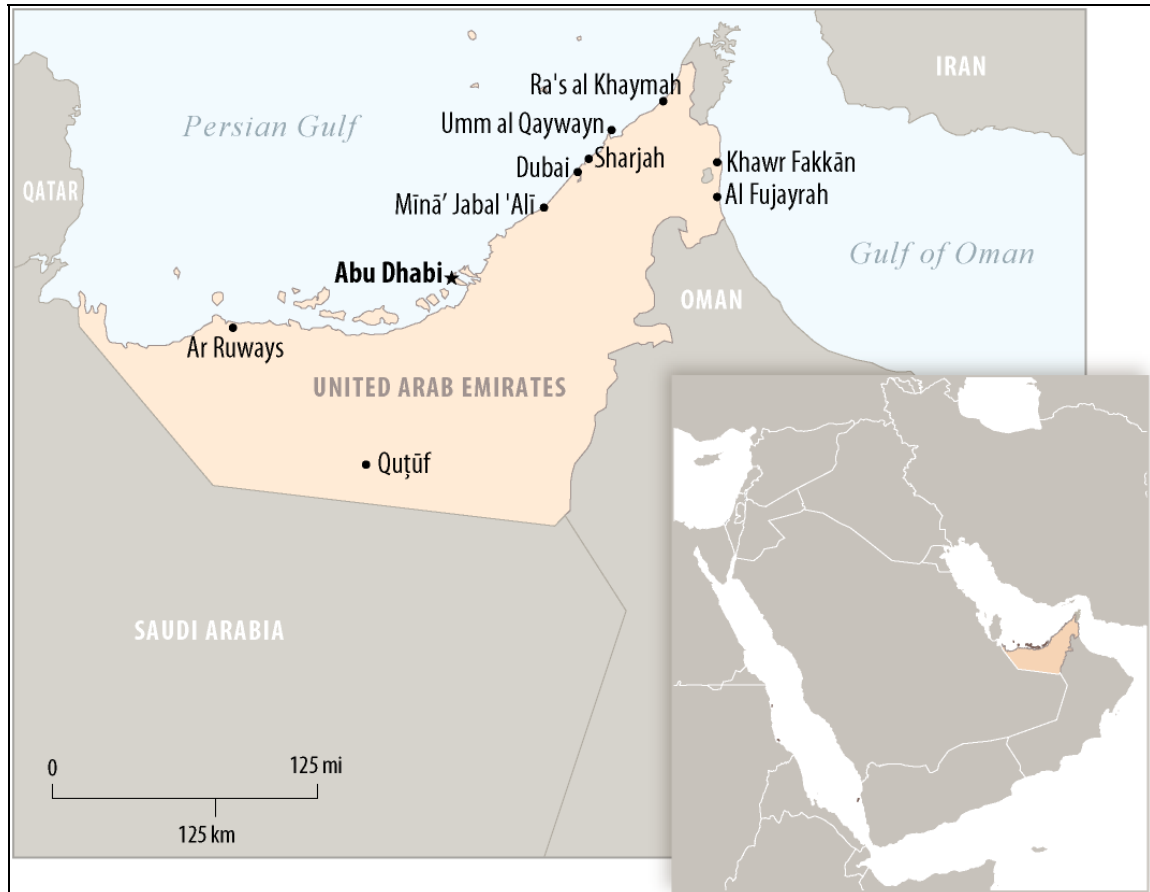 IRAN
Ra's al Khaymah
Persian Gulf
Umm al Qaywayn
Sharjah
Khawr Fakkān
Dubai
QATAR
Al Fujayrah
Mīnā’ Jabal 'Alī
Gulf of Oman
Abu Dhabi
OMAN
Ar Ruways
UNITED ARAB EMIRATES
Quţūf
SAUDI ARABIA
0 125 mi
125 km